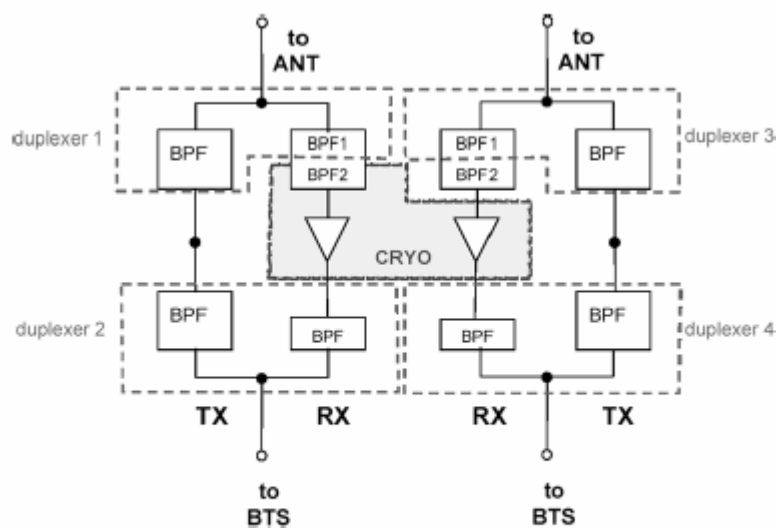 to
ANT
to
ANT
duplexer 1
BPF
BPF1
BPF2
BPF1
BPF2
BPF
duplexer 3
CRYO
duplexer 2
BPF
BPF
BPF
BPF
duplexer 4
TX
RX
RX
TX
to
BTS
to
BTS